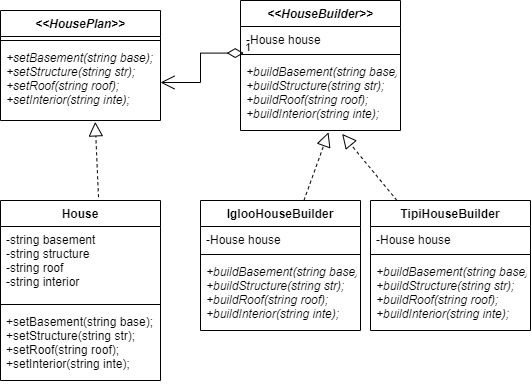 <<HousePlan>>
+setBasement(string base);
+setStructure(string str);
+setRoof(string roof);
+setInterior(string inte);
<<HouseBuilder>>
-House house
1
+buildBasement(string base,
+buildStructure(string str);
+buildRoof(string roof);
+buildInterior(string inte);
House
-string basement
-string structure
-string roof
-string interior
+setBasement(string base);
+setStructure(string str);
+setRoof(string roof);
+setInterior(string inte);
IglooHouseBuilder
-House house
+buildBasement(string base,
+buildStructure(string str);
+buildRoof(string roof);
+buildInterior(string inte);
TipiHouseBuilder
-House house
+buildBasement(string base,
+buildStructure(string str);
+buildRoof(string roof);
+buildInterior(string inte);